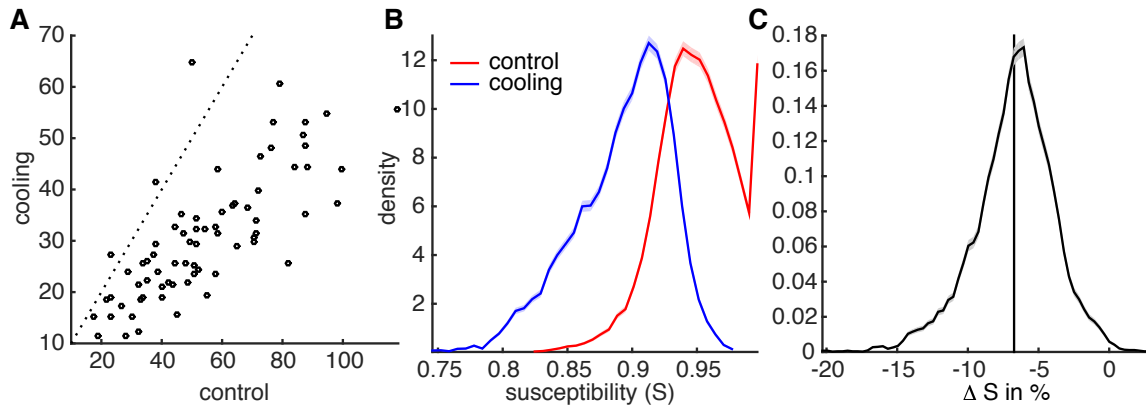 A
70
60
50
40
30
20
10
cooling
20 40 60 80 100
control
B
12
10
8
6
4
2
density
control
cooling
0.75 0.8 0.85 0.9 0.95
susceptibility (S)
C
0.18
0.16
0.14
0.12
0.1
0.08
0.06
0.04
0.02
0
-20 -15 -10 -5 0
Δ S in %